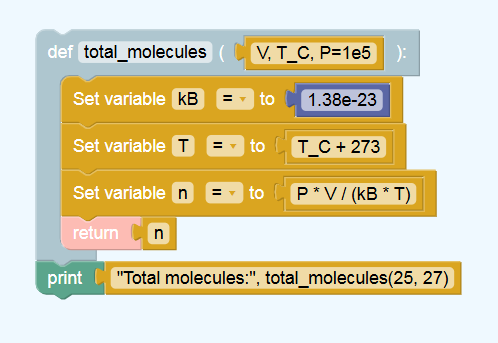 def total_molecules ( V, T_C, P=1e5 ):
Set variable kB = to 1.38e-23
Set variable T = to T_C + 273
Set variable n = to P * V / (kB * T)
return n
print "Total molecules:", total_molecules(25, 27)